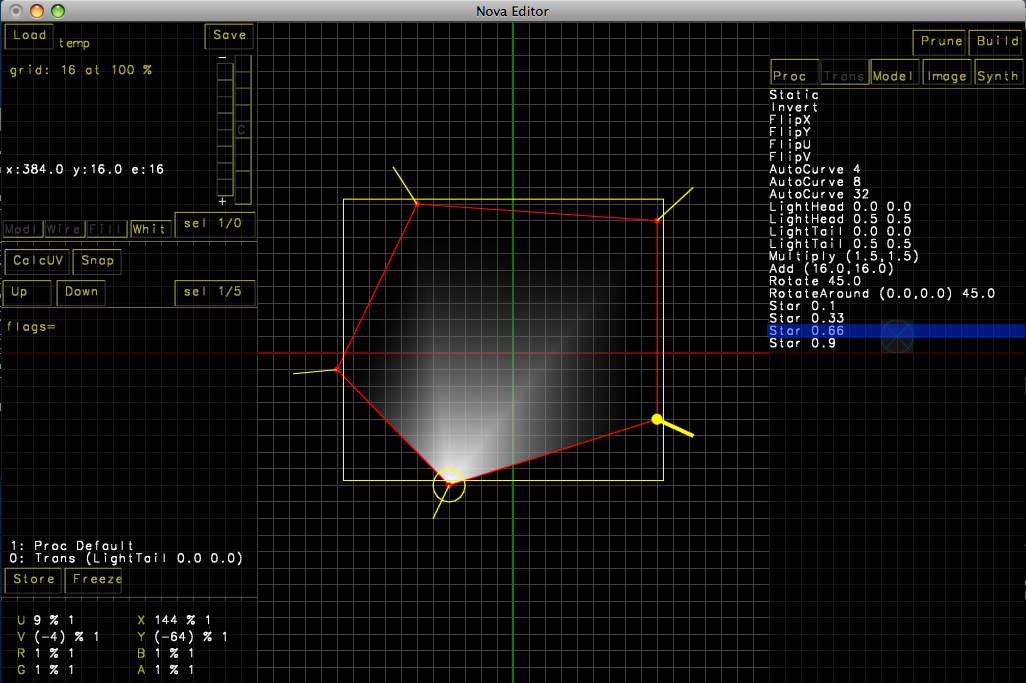 Nova Editor
Load temp Save
grid: 16 at 100 %
−
C
x:384.0 y:16.0 e:16
+
Modl Wire Fill Whit sel 1/0
CalcUV Snap
Up Down sel 1/5
flags=
1: Proc Default
0: Trans (LightTail 0.0 0.0)
Store Freeze
U 9 % 1 X 144 % 1
V (-4) % 1 Y (-64) % 1
R 1 % 1 B 1 % 1
G 1 % 1 A 1 % 1
Prune Build
Proc Trans Model Image Synth
Static
Invert
FlipX
FlipY
FlipU
FlipV
AutoCurve 4
AutoCurve 8
AutoCurve 32
LightHead 0.0 0.0
LightHead 0.5 0.5
LightTail 0.0 0.0
LightTail 0.5 0.5
Multiply (1.5,1.5)
Add (16.0,16.0)
Rotate 45.0
RotateAround (0.0,0.0) 45.0
Star 0.1
Star 0.33
Star 0.66
Star 0.9